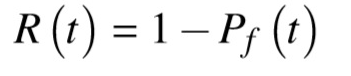 R(t) = 1 − P_f(t)